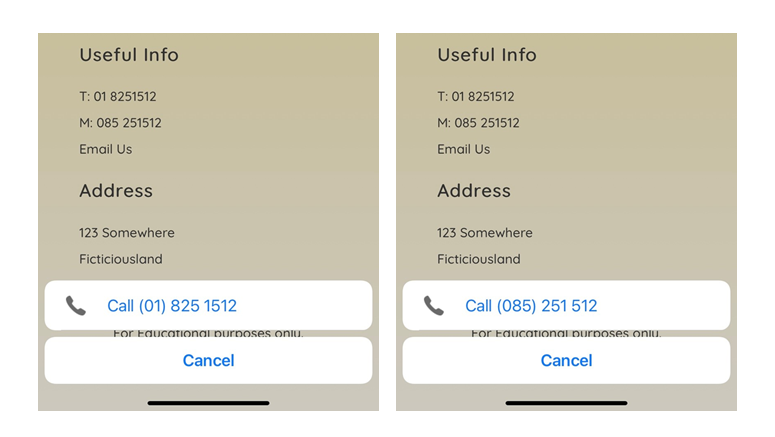 Useful Info
T: 01 8251512
M: 085 251512
Email Us
Address
123 Somewhere
Ficticiousland
Call (01) 825 1512
For Educational purposes only.
Cancel
Useful Info
T: 01 8251512
M: 085 251512
Email Us
Address
123 Somewhere
Ficticiousland
Call (085) 251 512
For Educational purposes only.
Cancel